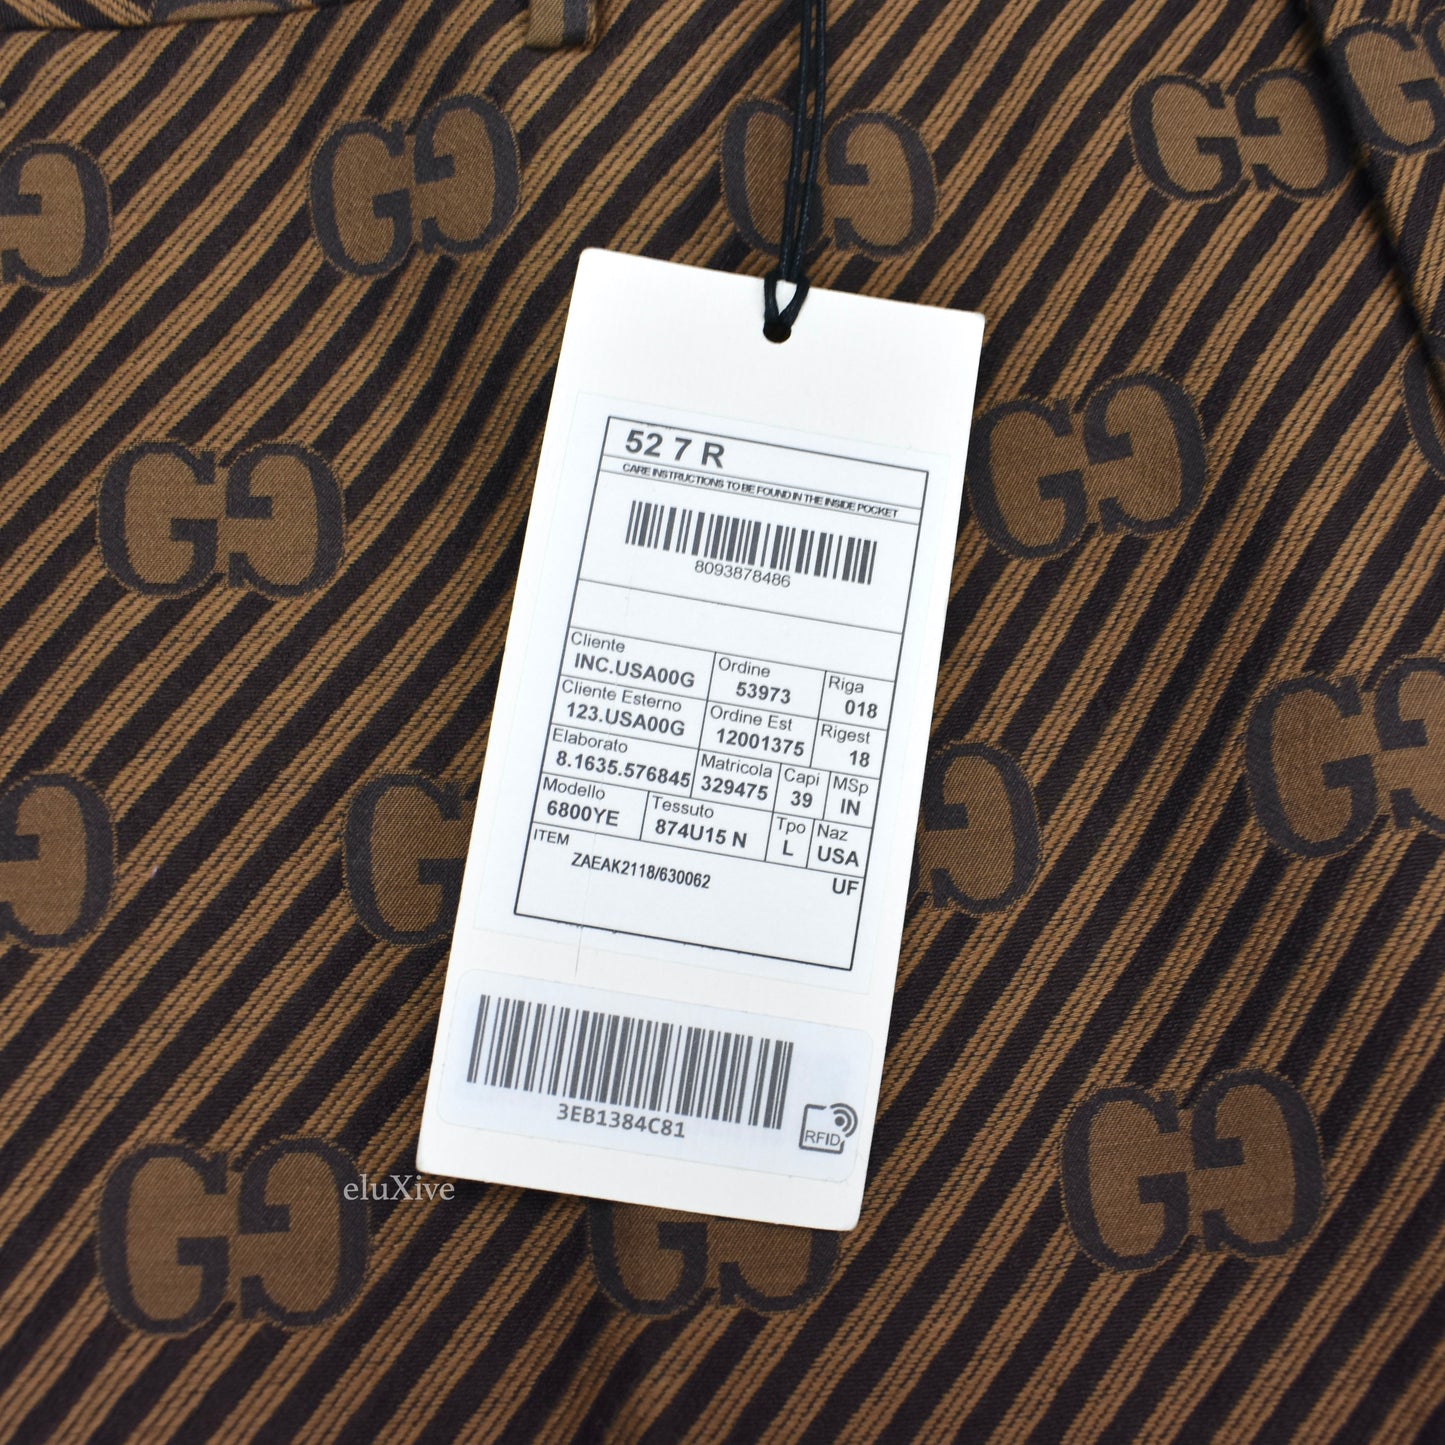 52 7 R
CARE INSTRUCTIONS TO BE FOUND IN THE INSIDE POCKET
8093878486
Cliente Ordine Riga
INC.USA00G 53973 018
Cliente Esterno Ordine Est Rigest
123.USA00G 12001375 18
Elaborato Matricola Capi MSp
8.1635.576845 329475 39 IN
Modello Tessuto Tpo Naz
6800YE 874U15 N L USA
ITEM
ZAEAK2118/630062 UF
3EB1384C81
RFID
eluXive